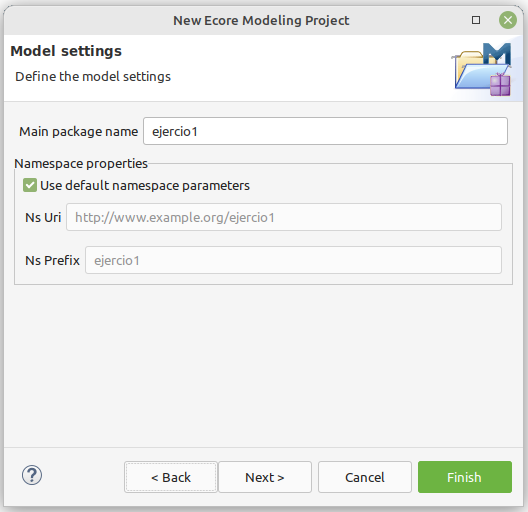 New Ecore Modeling Project
Model settings
Define the model settings
Main package name ejercio1
Namespace properties
Use default namespace parameters
Ns Uri http://www.example.org/ejercio1
Ns Prefix ejercio1
? < Back Next > Cancel Finish